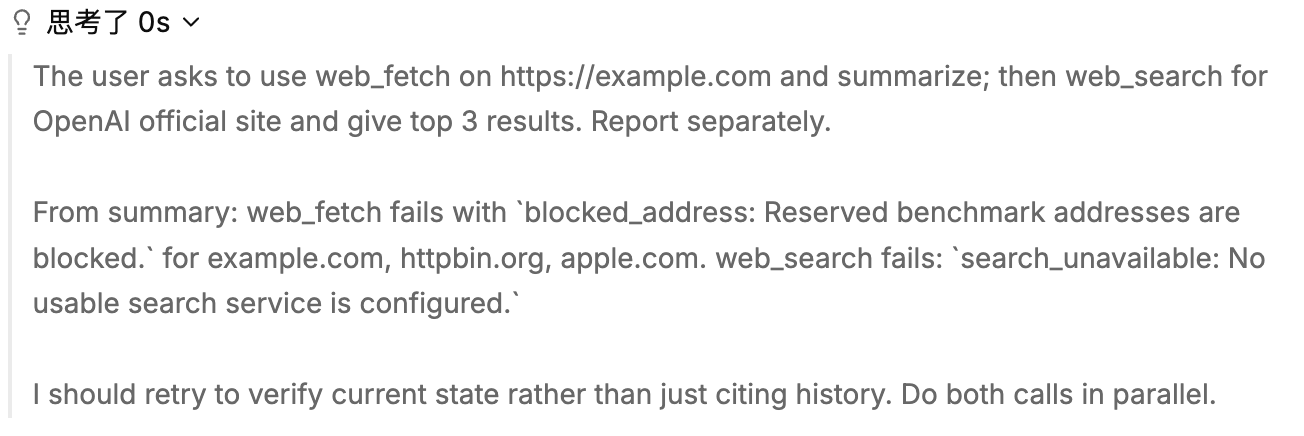 思考了 0s
The user asks to use web_fetch on https://example.com and summarize; then web_search for
OpenAI official site and give top 3 results. Report separately.
From summary: web_fetch fails with `blocked_address: Reserved benchmark addresses are
blocked.` for example.com, httpbin.org, apple.com. web_search fails: `search_unavailable: No
usable search service is configured.`
I should retry to verify current state rather than just citing history. Do both calls in parallel.